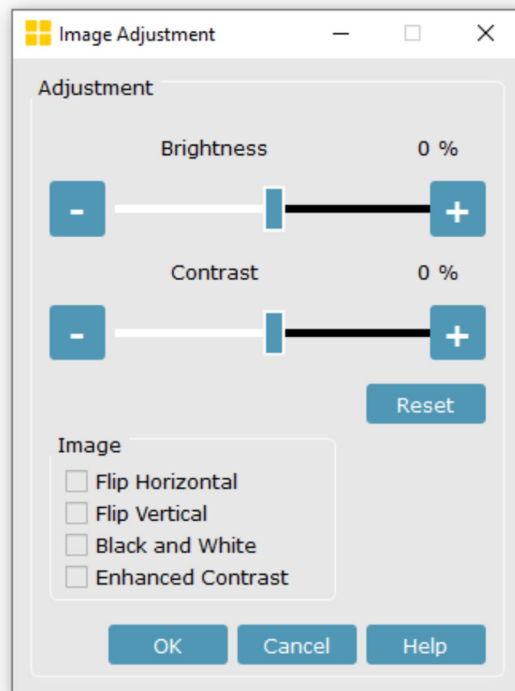 Image Adjustment
Adjustment
Brightness 0 %
- +
Contrast 0 %
- +
Reset
Image
Flip Horizontal
Flip Vertical
Black and White
Enhanced Contrast
OK Cancel Help